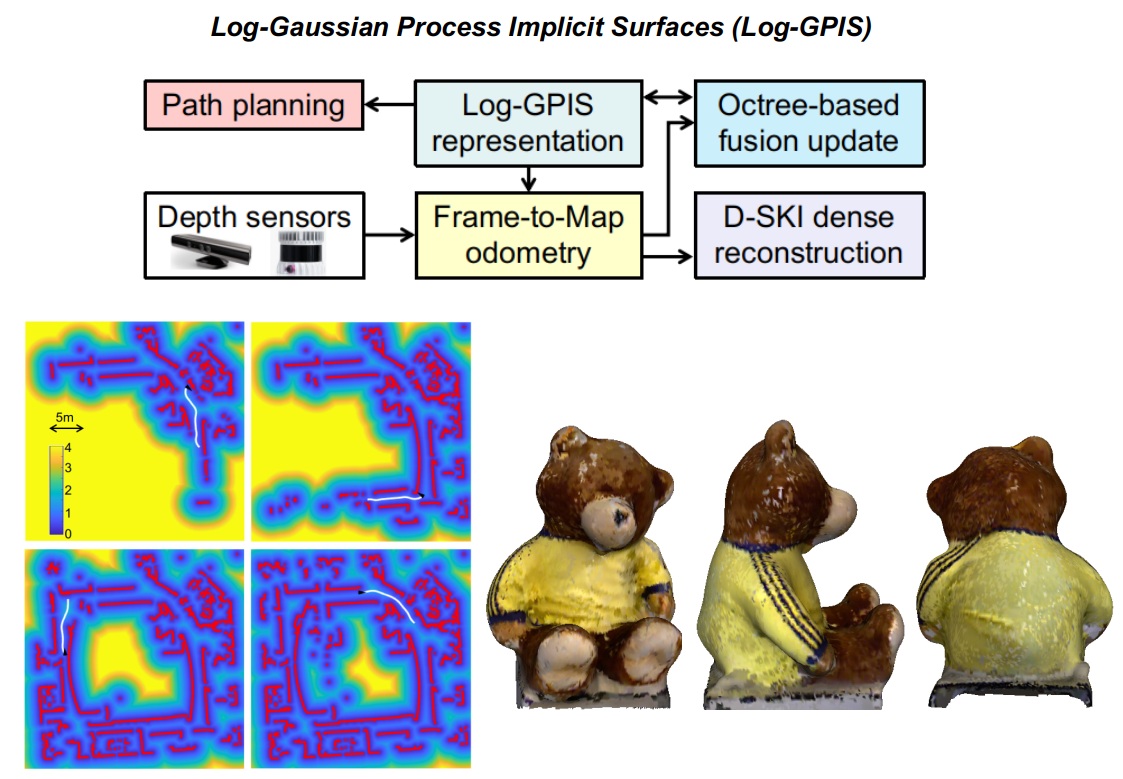 Log-Gaussian Process Implicit Surfaces (Log-GPIS)
Path planning
Log-GPIS
representation
Octree-based
fusion update
Depth sensors
Frame-to-Map
odometry
D-SKI dense
reconstruction
5m
4
3
2
1
0